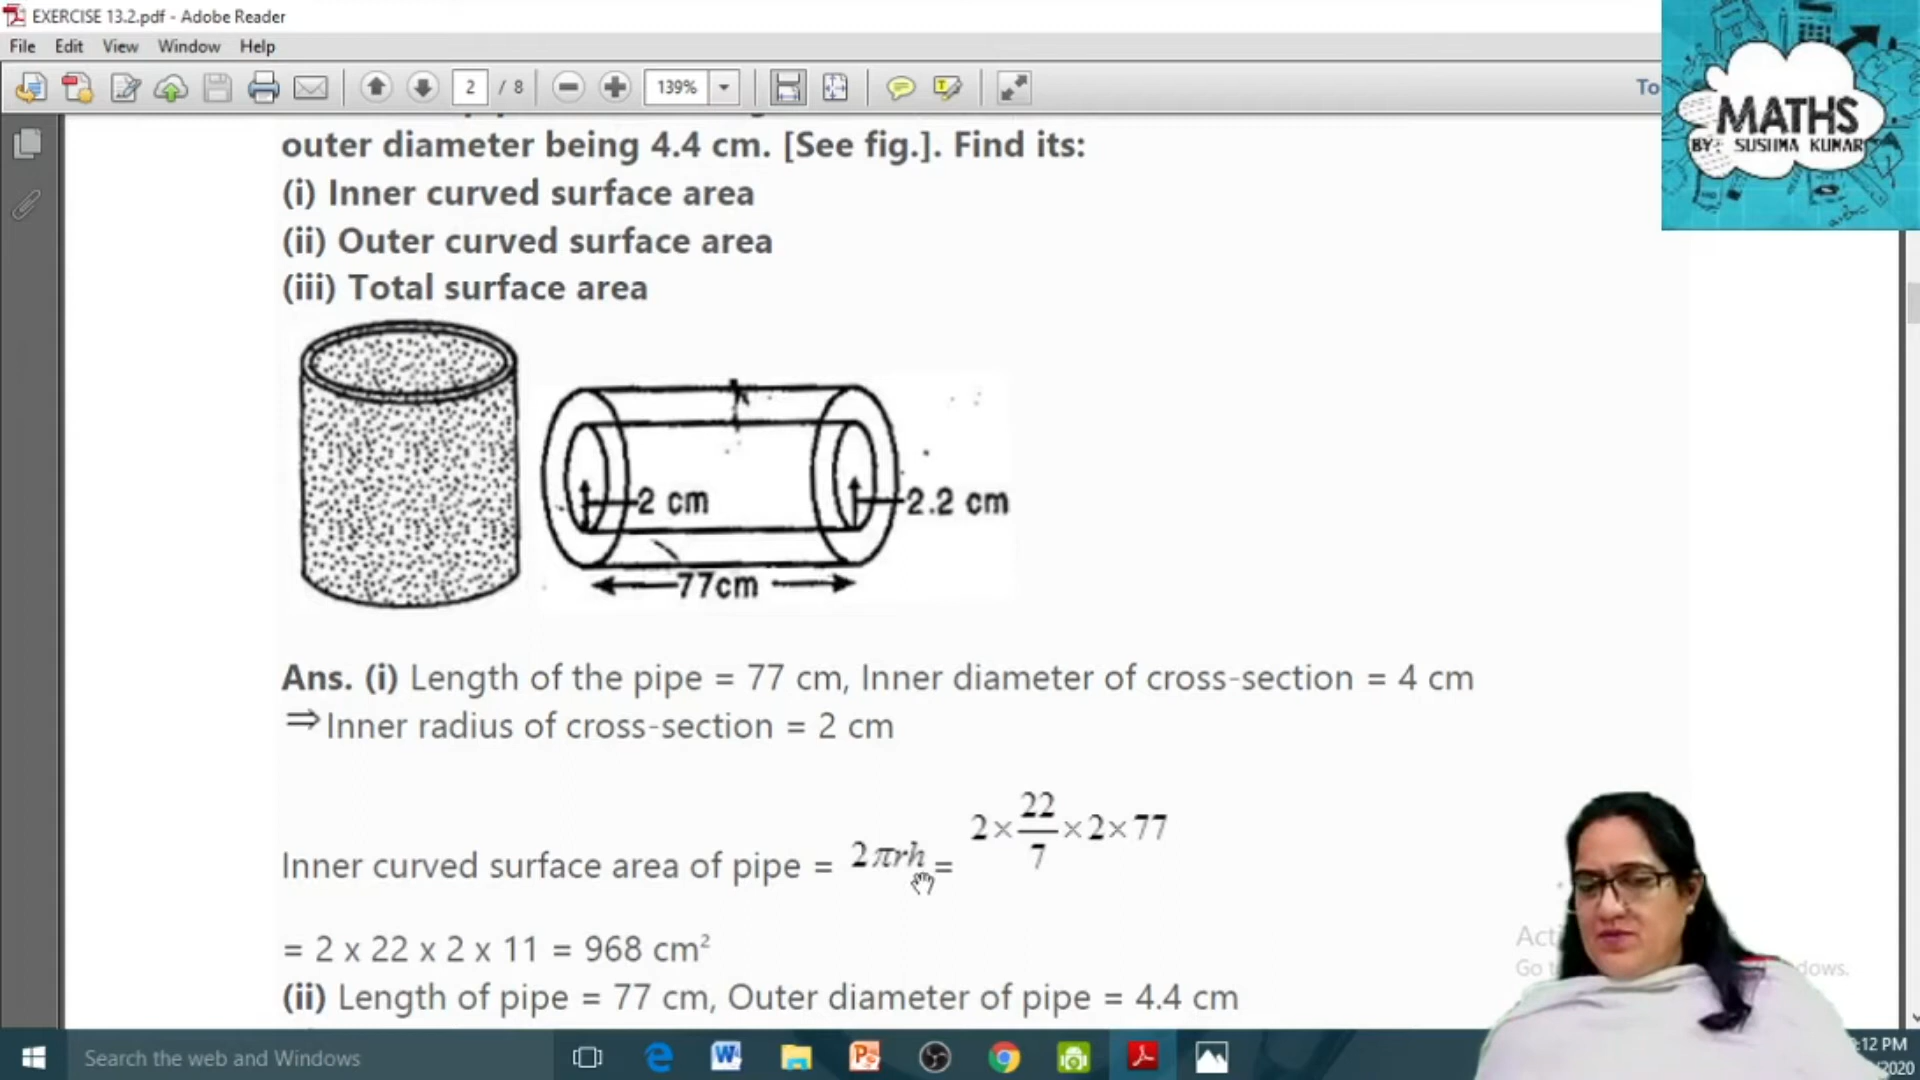 EXERCISE 13.2.pdf - Adobe Reader
File Edit View Window Help
2 / 8 139% To
MATHS
BY: SUSHMA KUMAR
outer diameter being 4.4 cm. [See fig.]. Find its:
(i) Inner curved surface area
(ii) Outer curved surface area
(iii) Total surface area
2 cm
2.2 cm
77cm
Ans. (i) Length of the pipe = 77 cm, Inner diameter of cross-section = 4 cm
⇒ Inner radius of cross-section = 2 cm
Inner curved surface area of pipe = 2πrh = 2×22/7×2×77
= 2 x 22 x 2 x 11 = 968 cm²
(ii) Length of pipe = 77 cm, Outer diameter of pipe = 4.4 cm
Search the web and Windows
:12 PM
/2020